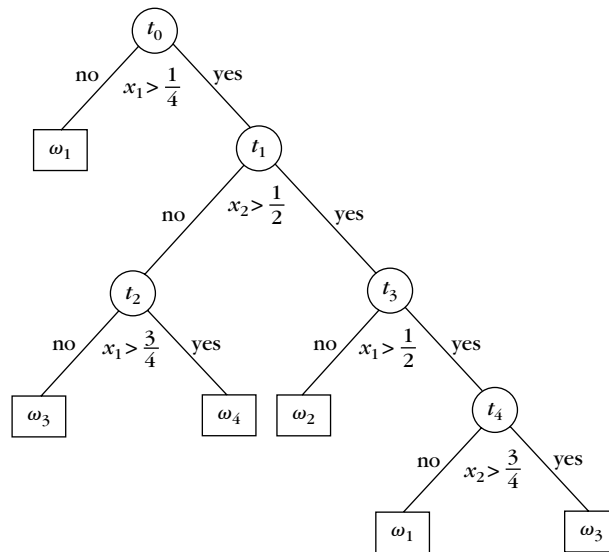 t₀
no
x₁ > 1/4
yes
ω₁
t₁
no
x₂ > 1/2
yes
t₂
t₃
no
x₁ > 3/4
yes
no
x₁ > 1/2
yes
ω₃
ω₄
ω₂
t₄
no
x₂ > 3/4
yes
ω₁
ω₃